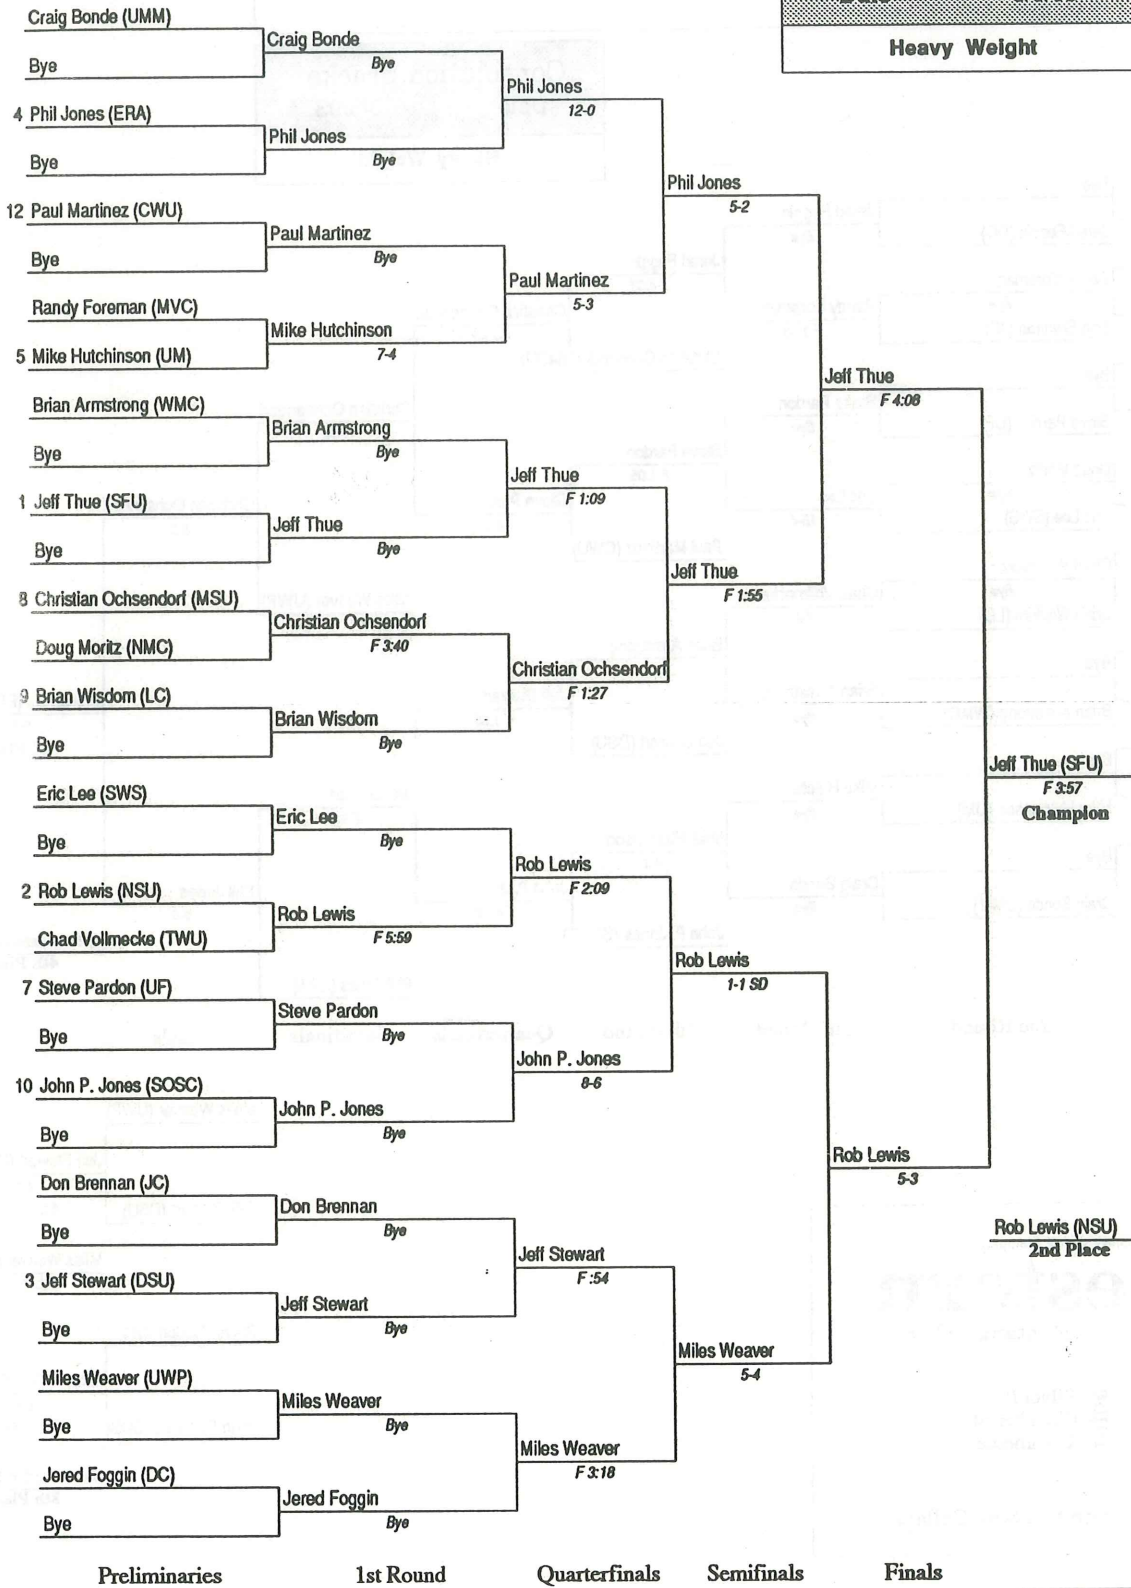 Heavy Weight
Craig Bonde (UMM)
Bye
4 Phil Jones (ERA)
Bye
12 Paul Martinez (CWU)
Bye
Randy Foreman (MVC)
5 Mike Hutchinson (UM)
Brian Armstrong (WMC)
Bye
1 Jeff Thue (SFU)
Bye
8 Christian Ochsendorf (MSU)
Doug Moritz (NMC)
9 Brian Wisdom (LC)
Bye
Eric Lee (SWS)
Bye
2 Rob Lewis (NSU)
Chad Vollmecke (TWU)
7 Steve Pardon (UF)
Bye
10 John P. Jones (SOSC)
Bye
Don Brennan (JC)
Bye
3 Jeff Stewart (DSU)
Bye
Miles Weaver (UWP)
Bye
Jered Foggin (DC)
Bye
Craig Bonde
Bye
Phil Jones
Bye
Paul Martinez
Bye
Mike Hutchinson
7-4
Brian Armstrong
Bye
Jeff Thue
Bye
Christian Ochsendorf
F 3:40
Brian Wisdom
Bye
Eric Lee
Bye
Rob Lewis
F 5:59
Steve Pardon
Bye
John P. Jones
Bye
Don Brennan
Bye
Jeff Stewart
Bye
Miles Weaver
Bye
Jered Foggin
Bye
Phil Jones
12-0
Paul Martinez
5-3
Jeff Thue
F 1:09
Christian Ochsendorf
F 1:27
Rob Lewis
F 2:09
John P. Jones
8-6
Jeff Stewart
F :54
Miles Weaver
F 3:18
Phil Jones
5-2
Jeff Thue
F 1:55
Rob Lewis
1-1 SD
Miles Weaver
5-4
Jeff Thue
F 4:08
Rob Lewis
5-3
Jeff Thue (SFU)
F 3:57
Champion
Rob Lewis (NSU)
2nd Place
Preliminaries
1st Round
Quarterfinals
Semifinals
Finals